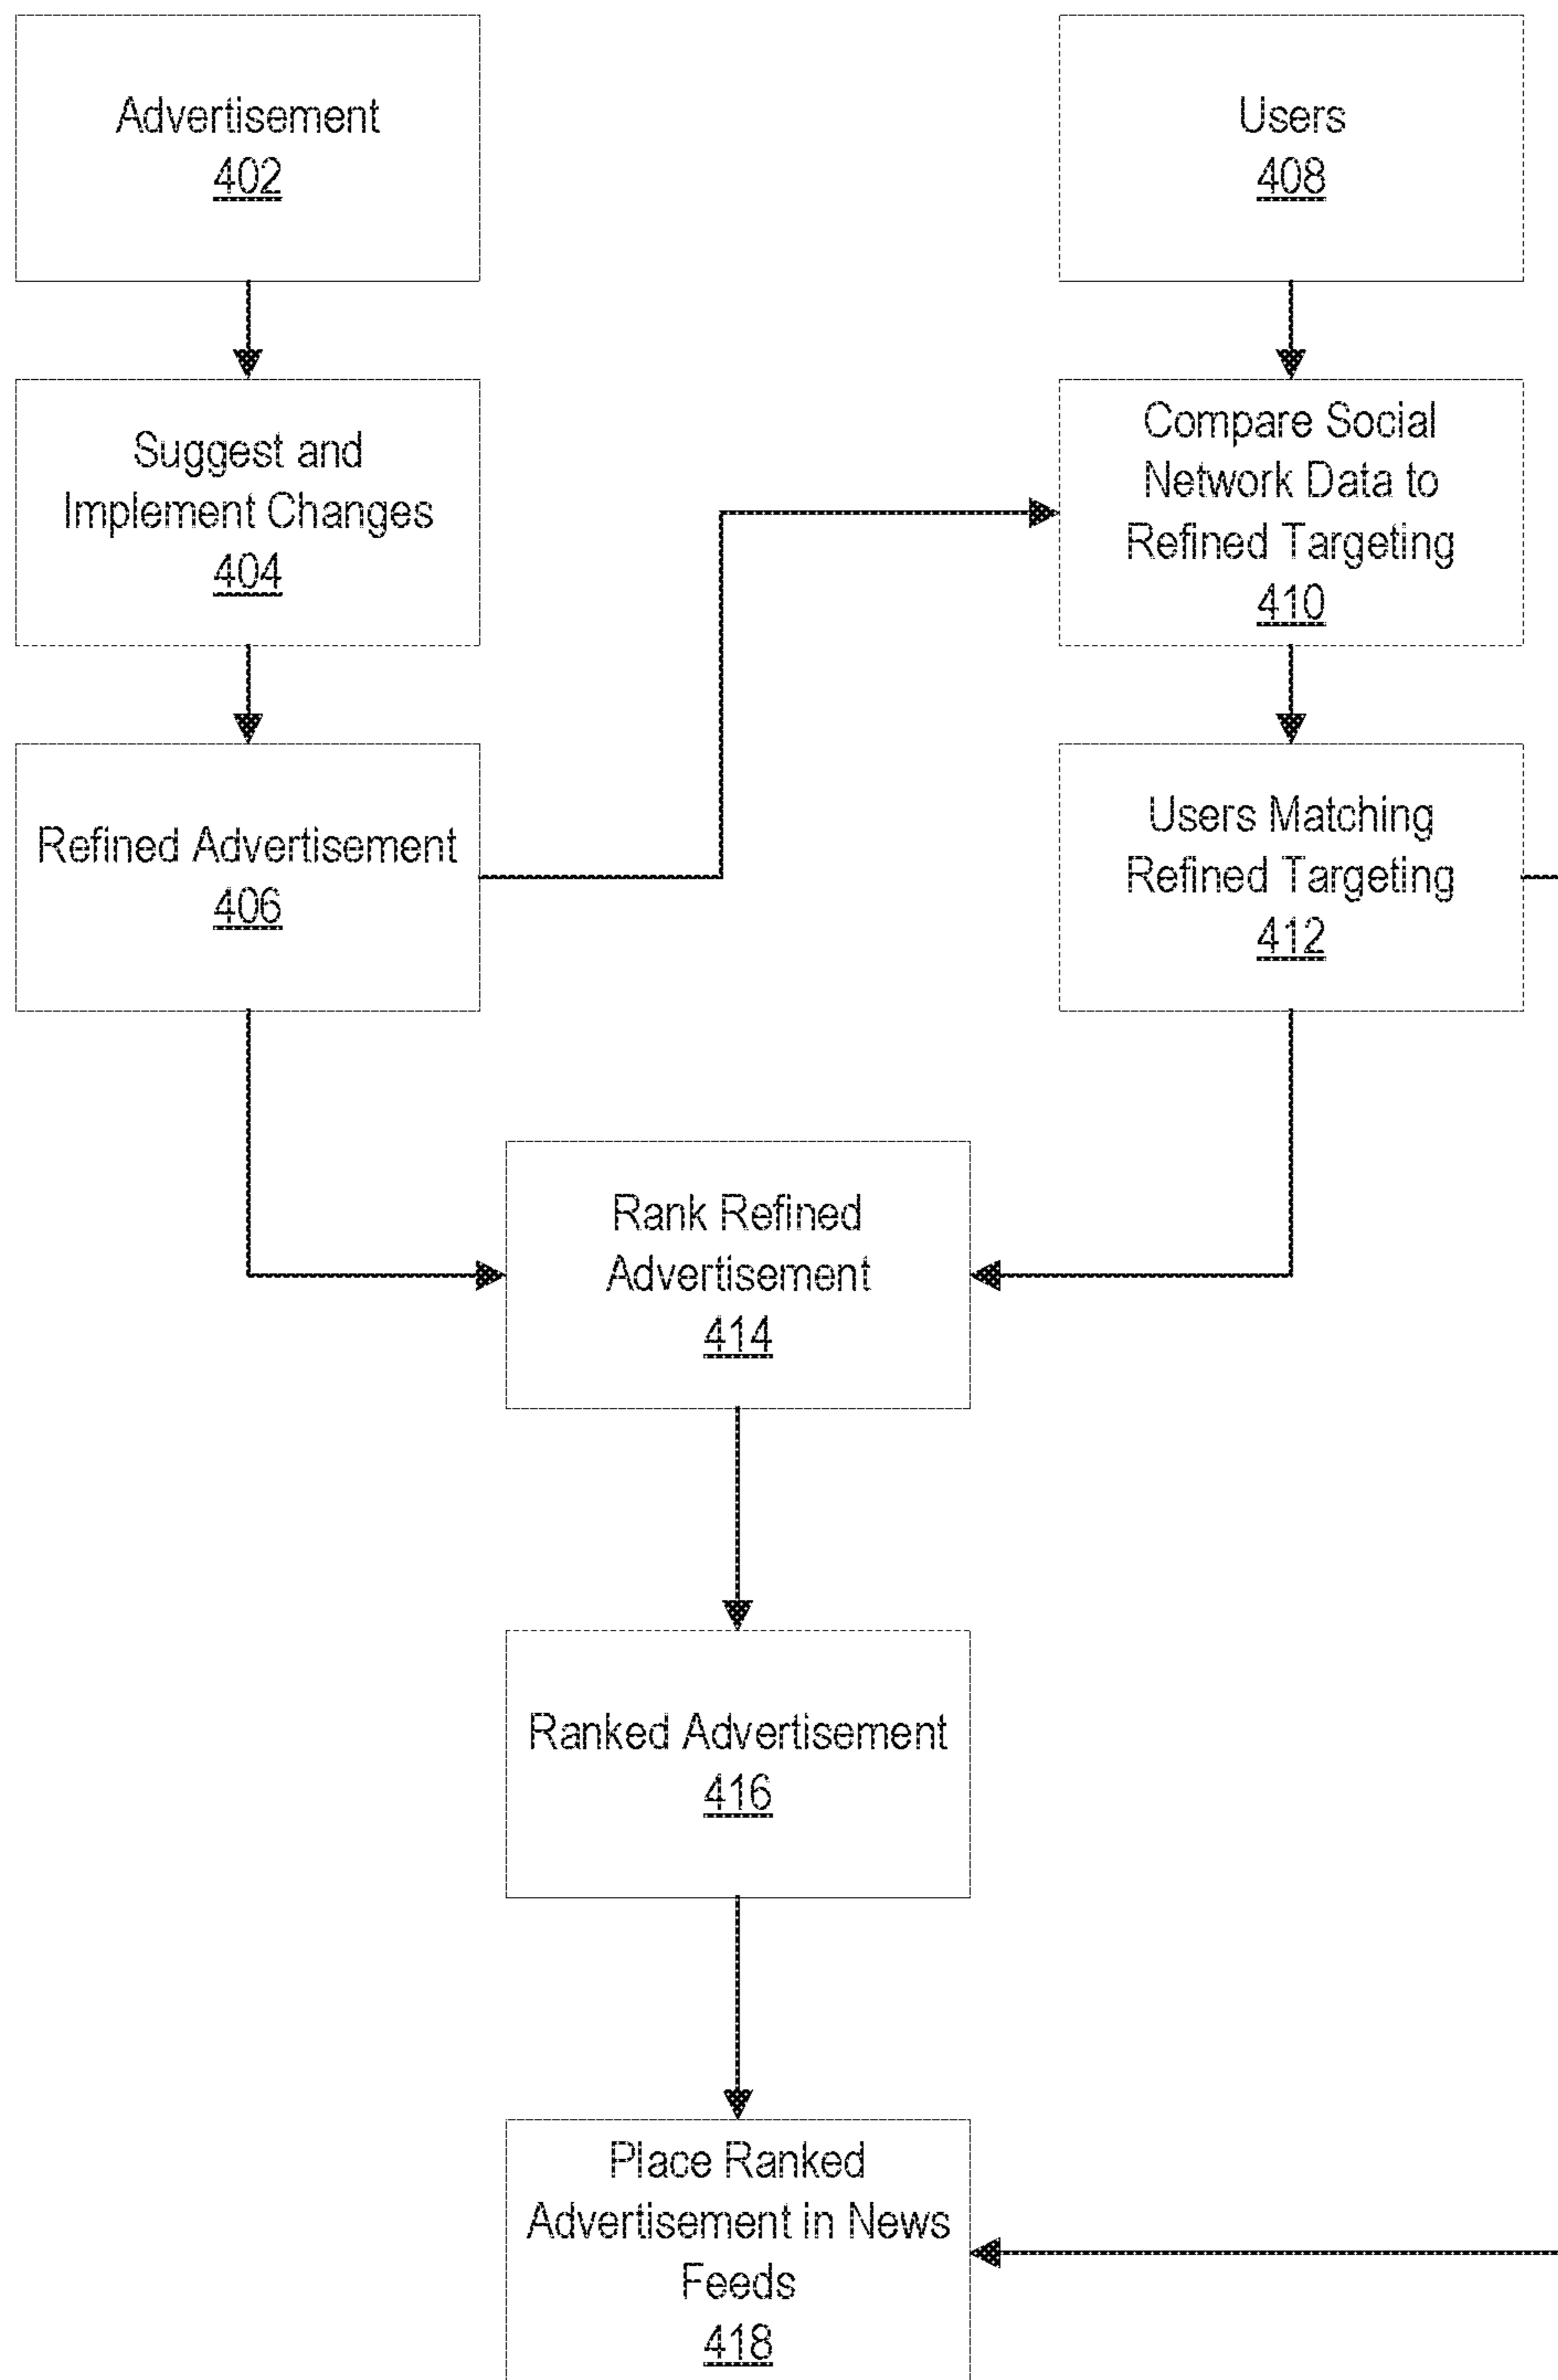 Advertisement
402
Users
408
Suggest and
Implement Changes
404
Compare Social
Network Data to
Refined Targeting
410
Refined Advertisement
406
Users Matching
Refined Targeting
412
Rank Refined
Advertisement
414
Ranked Advertisement
416
Place Ranked
Advertisement in News
Feeds
418